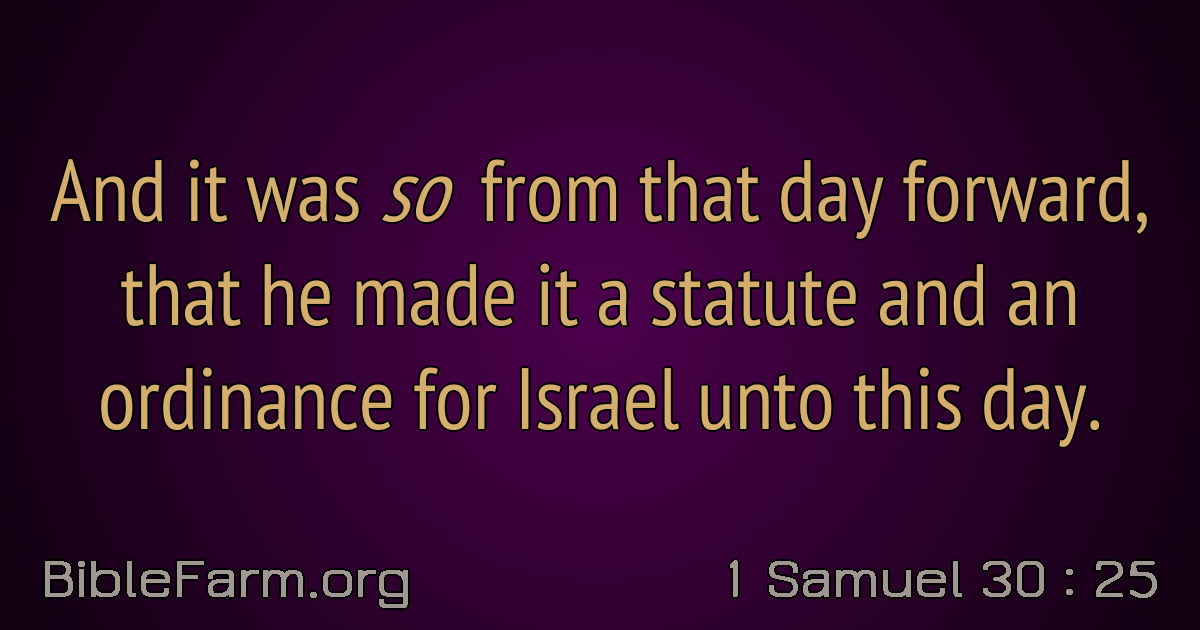 And it was so from that day forward,
that he made it a statute and an
ordinance for Israel unto this day.
BibleFarm.org
1 Samuel 30 : 25